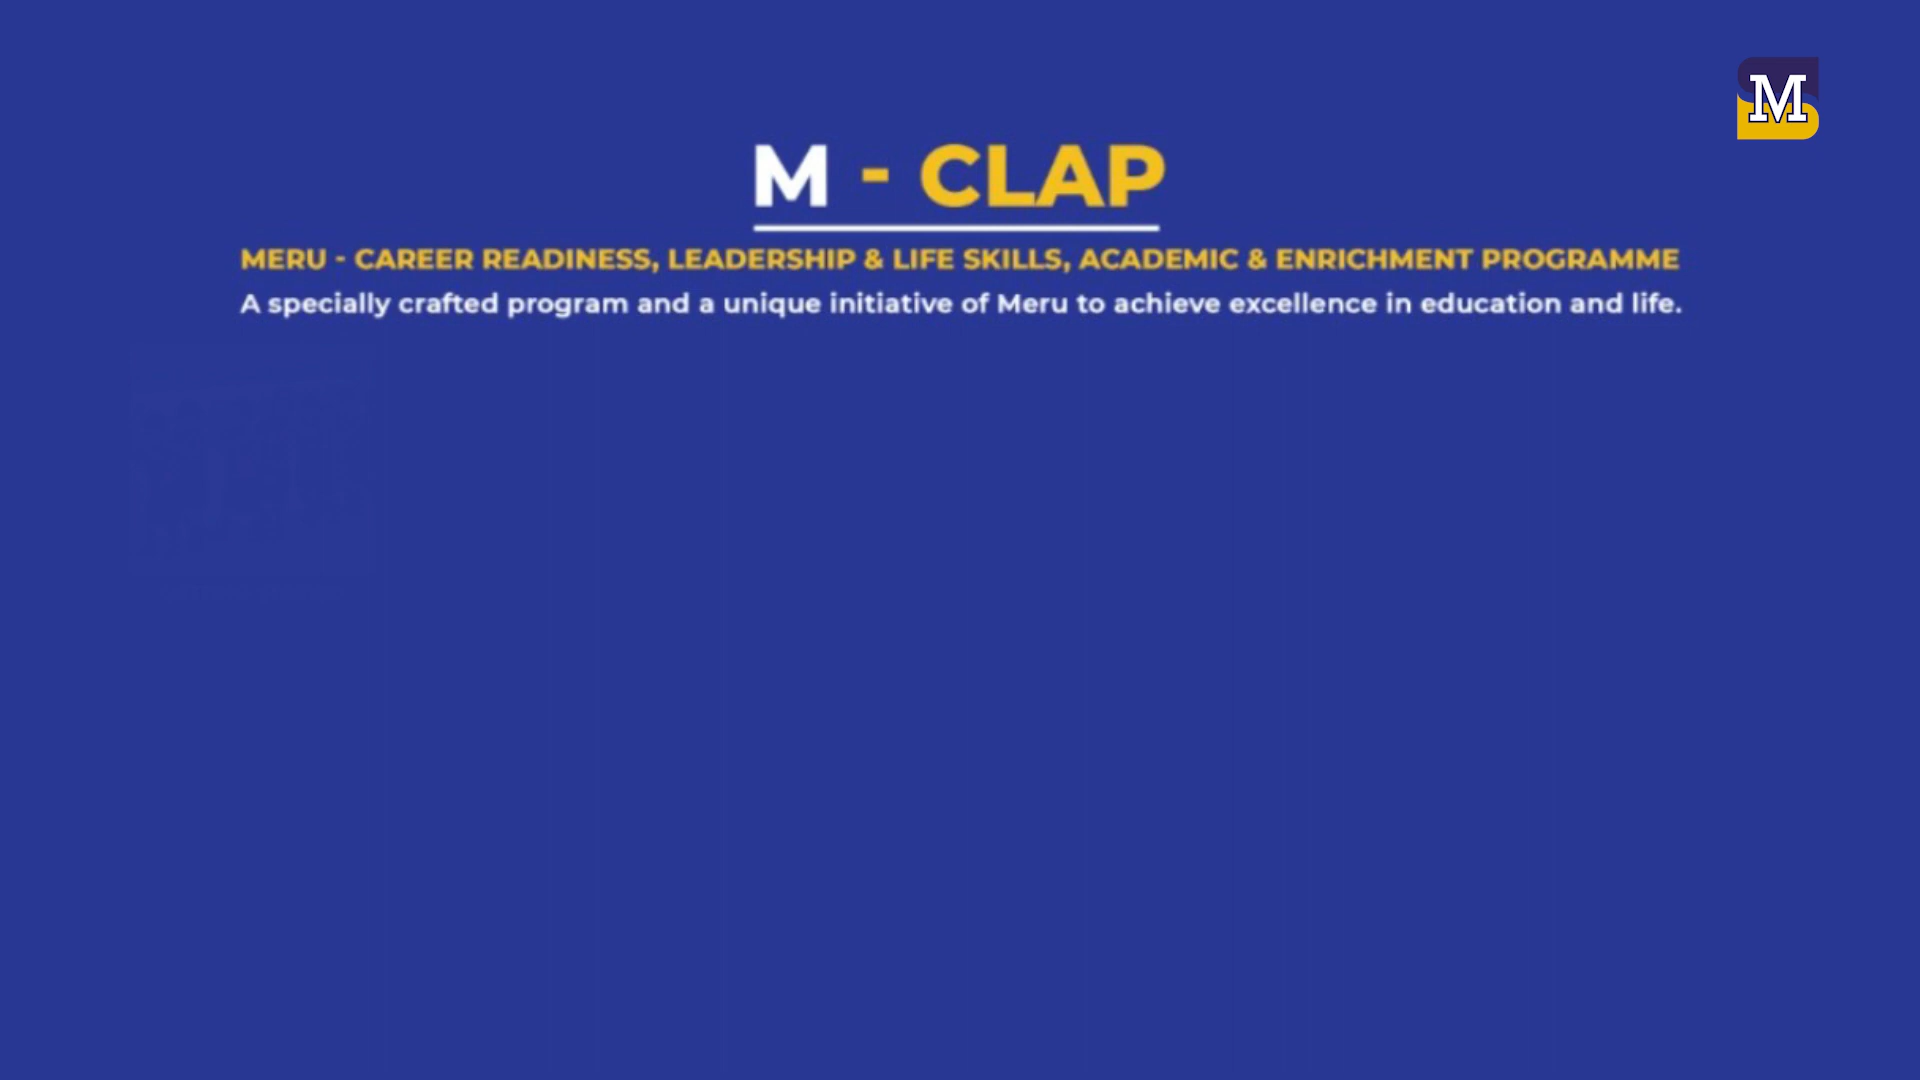 M
M - CLAP
MERU - CAREER READINESS, LEADERSHIP & LIFE SKILLS, ACADEMIC & ENRICHMENT PROGRAMME
A specially crafted program and a unique initiative of Meru to achieve excellence in education and life.